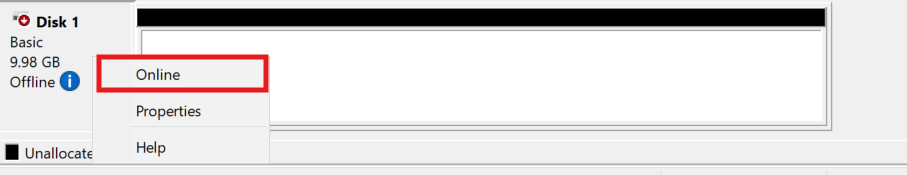 Disk 1
Basic
9.98 GB
Offline
Online
Properties
Help
Unallocate